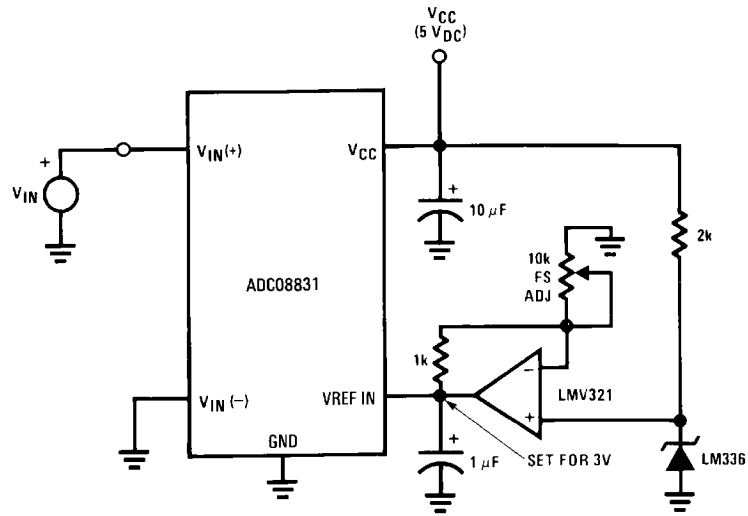 VCC
(5 VDC)
+
VIN
VIN(+)
VCC
+
10 µF
2k
10k
FS
ADJ
ADC08831
1k
−
+
LMV321
VIN(−)
VREF IN
GND
+
1 µF
SET FOR 3V
LM336